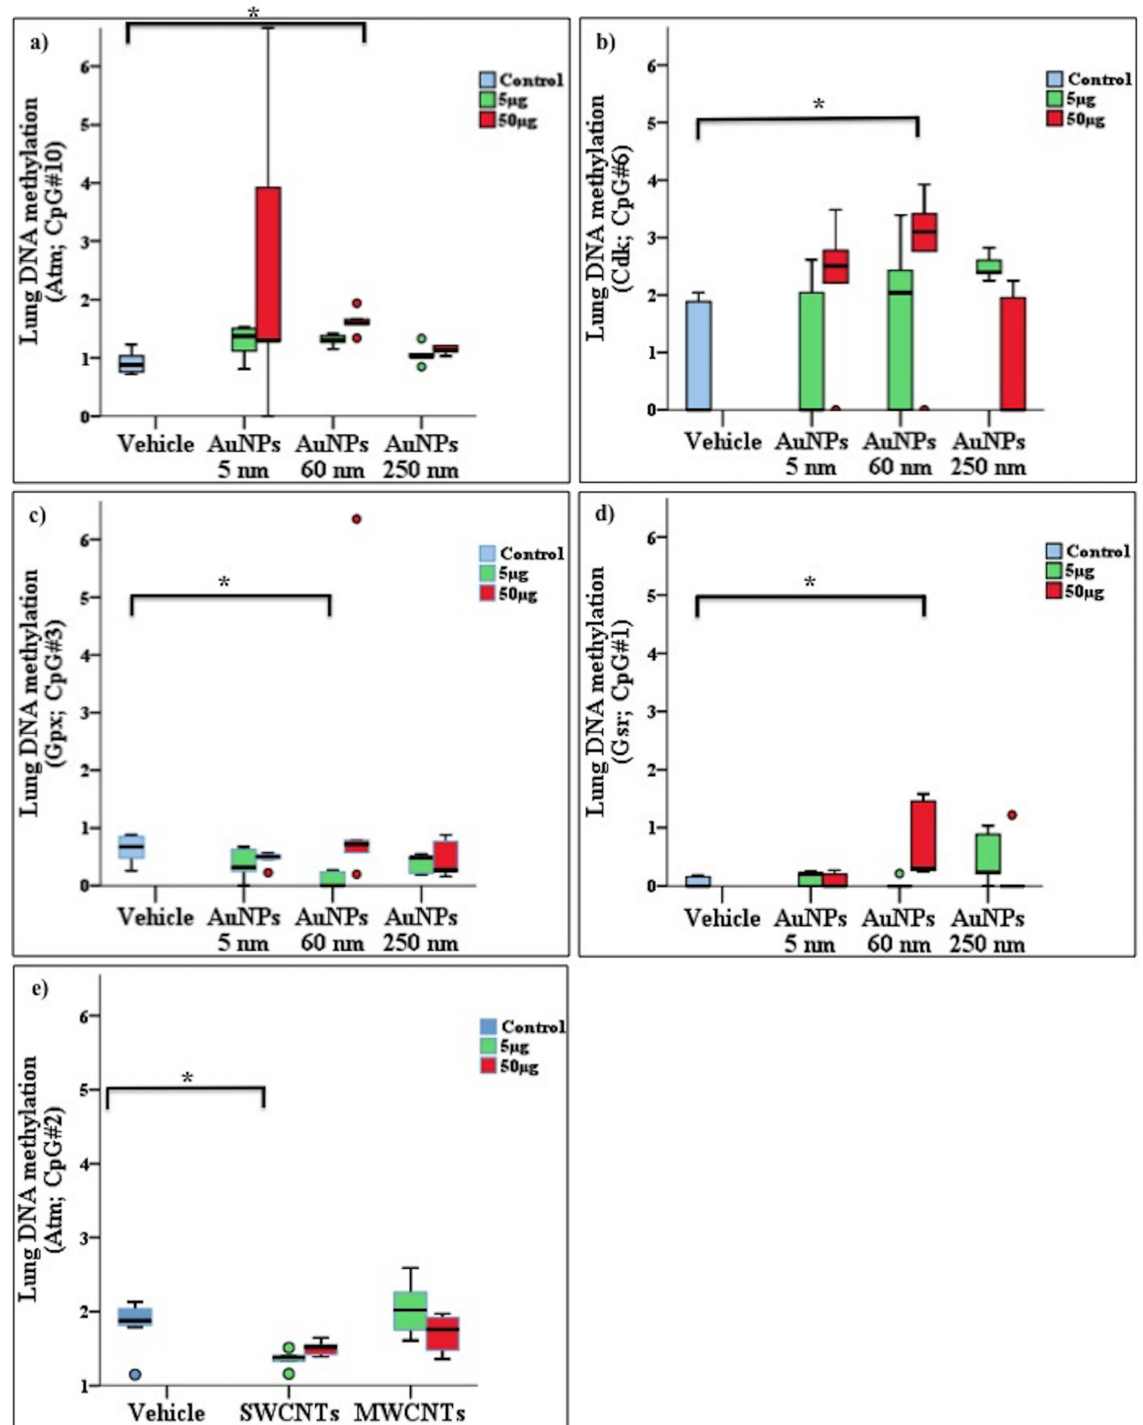 a)
*
Lung DNA methylation
(Atm; CpG#10)
6
5
4
3
2
1
0
Control
5µg
50µg
Vehicle AuNPs AuNPs AuNPs
5 nm 60 nm 250 nm
b)
*
Lung DNA methylation
(Cdk; CpG#6)
6
5
4
3
2
1
0
Control
5µg
50µg
Vehicle AuNPs AuNPs AuNPs
5 nm 60 nm 250 nm
c)
*
Lung DNA methylation
(Gpx; CpG#3)
6
5
4
3
2
1
0
Control
5µg
50µg
Vehicle AuNPs AuNPs AuNPs
5 nm 60 nm 250 nm
d)
*
Lung DNA methylation
(Gsr; CpG#1)
6
5
4
3
2
1
0
Control
5µg
50µg
Vehicle AuNPs AuNPs AuNPs
5 nm 60 nm 250 nm
e)
*
Lung DNA methylation
(Atm; CpG#2)
6
5
4
3
2
1
Control
5µg
50µg
Vehicle SWCNTs MWCNTs